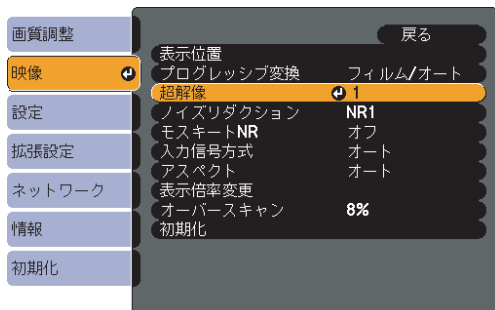 画質調整
映像
設定
拡張設定
ネットワーク
情報
初期化
戻る
表示位置
プログレッシブ変換 フィルム/オート
超解像 1
ノイズリダクション NR1
モスキートNR オフ
入力信号方式 オート
アスペクト オート
表示倍率変更
オーバースキャン 8%
初期化